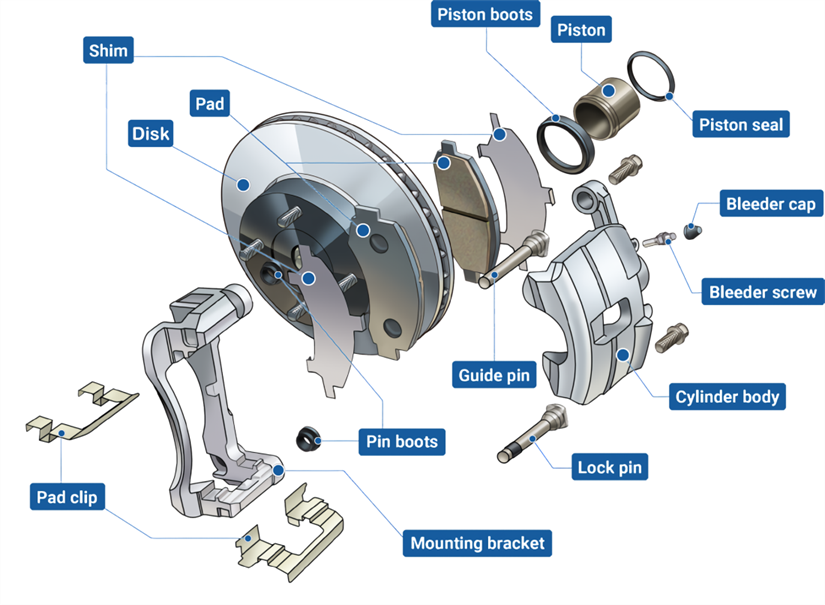 Piston boots
Piston
Shim
Pad
Piston seal
Disk
Bleeder cap
Bleeder screw
Guide pin
Cylinder body
Pin boots
Lock pin
Pad clip
Mounting bracket